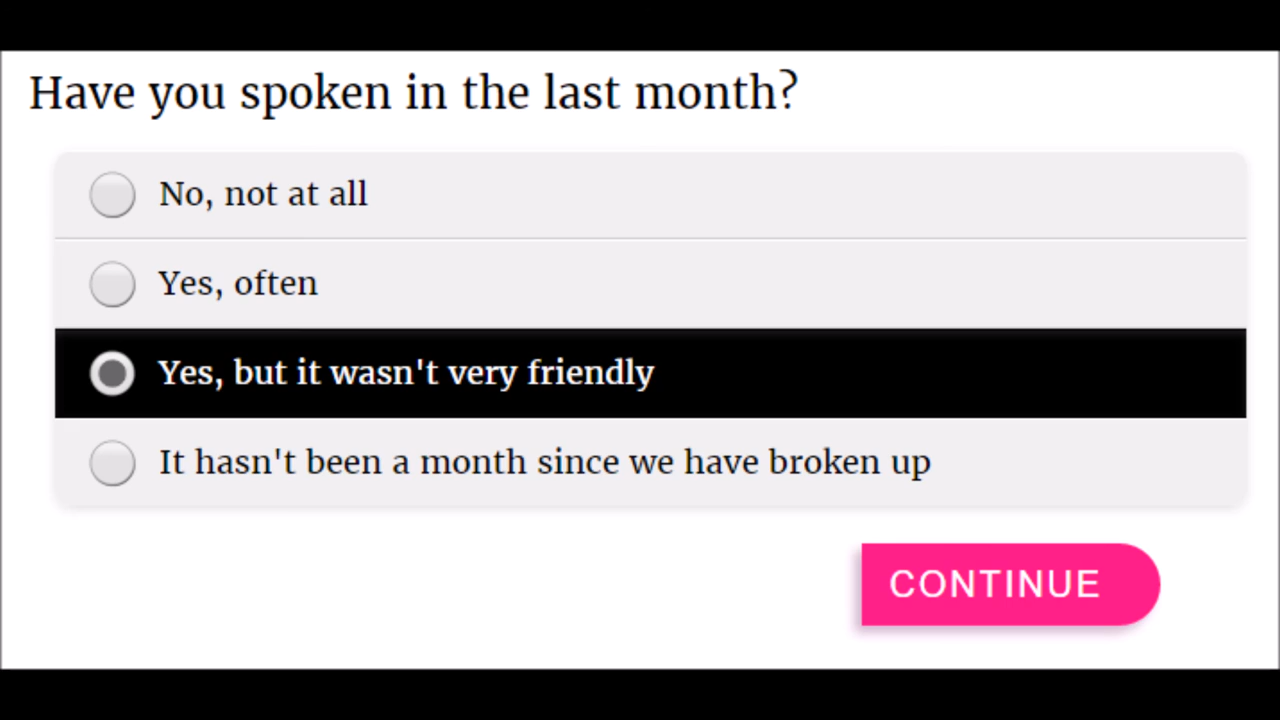 Have you spoken in the last month?
No, not at all
Yes, often
Yes, but it wasn't very friendly
It hasn't been a month since we have broken up
CONTINUE